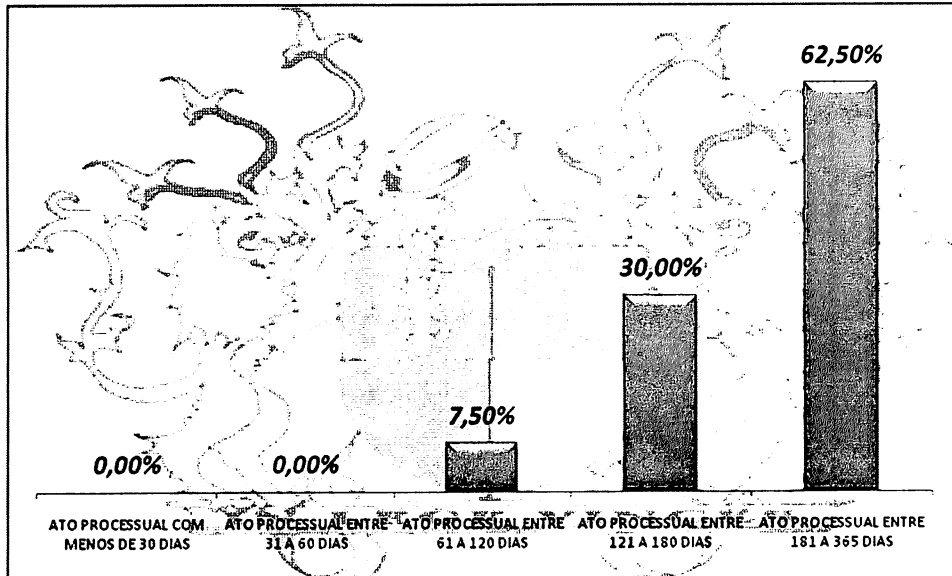 62,50%
30,00%
7,50%
0,00%
0,00%
ATO PROCESSUAL COM
MENOS DE 30 DIAS
ATO PROCESSUAL ENTRE
31 A 60 DIAS
ATO PROCESSUAL ENTRE
61 A 120 DIAS
ATO PROCESSUAL ENTRE
121 A 180 DIAS
ATO PROCESSUAL ENTRE
181 A 365 DIAS